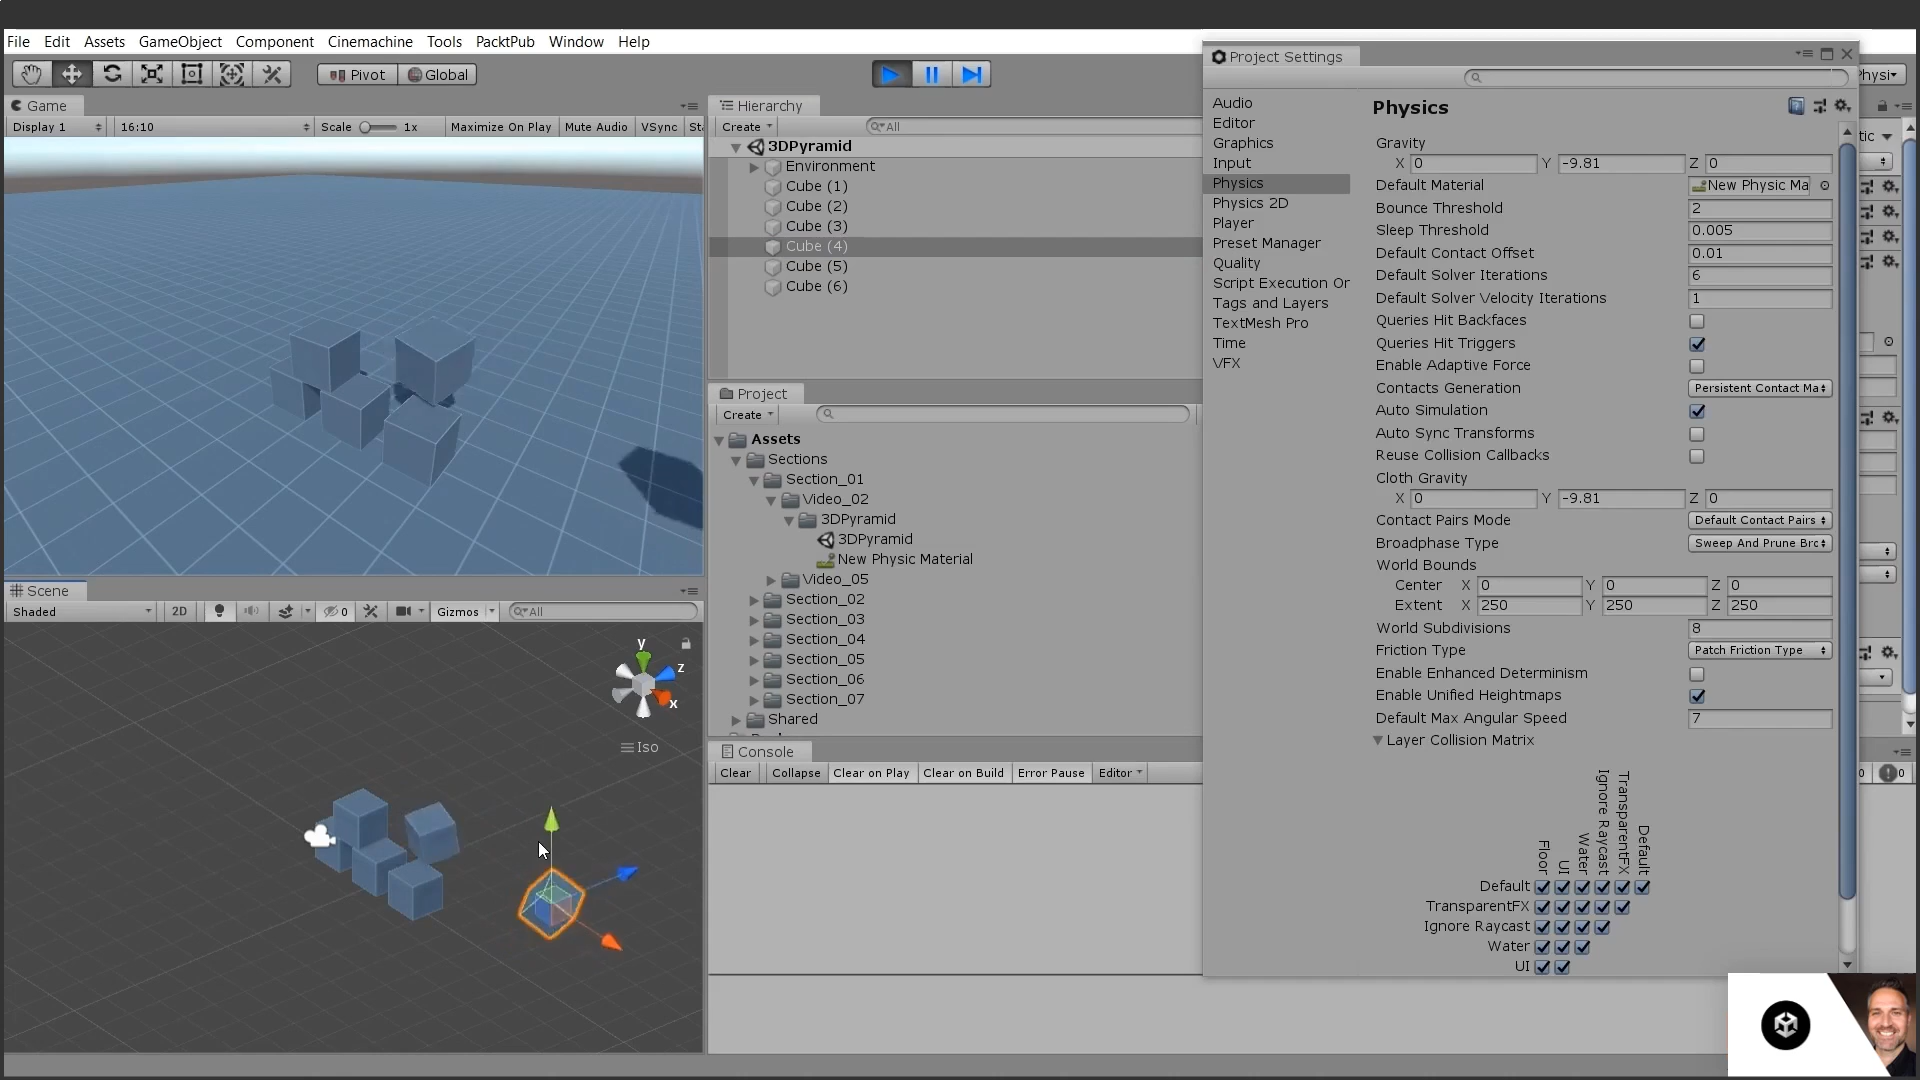 File Edit Assets GameObject Component Cinemachine Tools PacktPub Window Help
Pivot Global
Game
Display 1 16:10 Scale 1x Maximize On Play Mute Audio VSync
Hierarchy
Create All
3DPyramid
Environment
Cube (1)
Cube (2)
Cube (3)
Cube (4)
Cube (5)
Cube (6)
Project
Create
Assets
Sections
Section_01
Video_02
3DPyramid
3DPyramid
New Physic Material
Video_05
Section_02
Section_03
Section_04
Section_05
Section_06
Section_07
Shared
Scene
Shaded 2D 0 Gizmos All
y
z
x
Iso
Console
Clear Collapse Clear on Play Clear on Build Error Pause Editor
Project Settings
Audio
Editor
Graphics
Input
Physics
Physics 2D
Player
Preset Manager
Quality
Script Execution Or
Tags and Layers
TextMesh Pro
Time
VFX
Physics
Gravity
X 0 Y -9.81 Z 0
Default Material New Physic Ma
Bounce Threshold 2
Sleep Threshold 0.005
Default Contact Offset 0.01
Default Solver Iterations 6
Default Solver Velocity Iterations 1
Queries Hit Backfaces
Queries Hit Triggers
Enable Adaptive Force
Contacts Generation Persistent Contact Ma
Auto Simulation
Auto Sync Transforms
Reuse Collision Callbacks
Cloth Gravity
X 0 Y -9.81 Z 0
Contact Pairs Mode Default Contact Pairs
Broadphase Type Sweep And Prune Bro
World Bounds
Center X 0 Y 0 Z 0
Extent X 250 Y 250 Z 250
World Subdivisions 8
Friction Type Patch Friction Type
Enable Enhanced Determinism
Enable Unified Heightmaps
Default Max Angular Speed 7
Layer Collision Matrix
Floor UI Water Ignore Raycast TransparentFX Default
Default
TransparentFX
Ignore Raycast
Water
UI